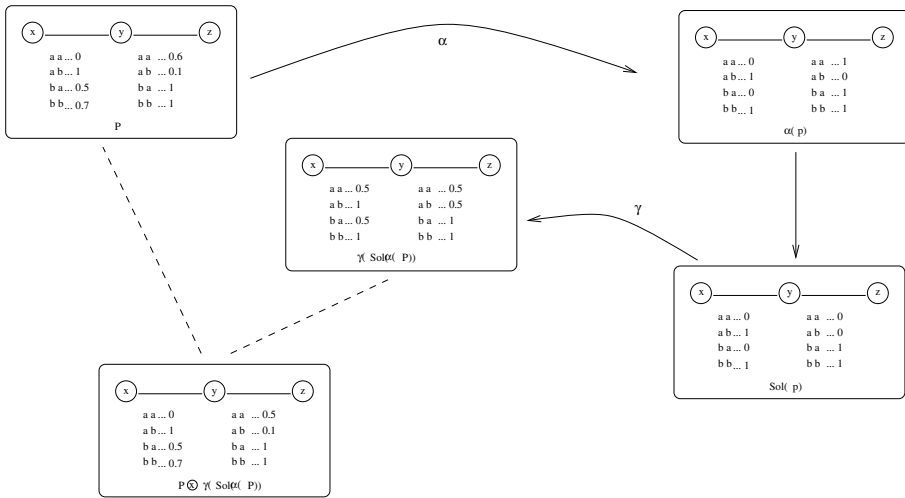 x y z
a a ... 0 a a ... 0.6
a b ... 1 a b ... 0.1
b a ... 0.5 b a ... 1
b b ... 0.7 b b ... 1
P
α
x y z
a a ... 0 a a ... 1
a b ... 1 a b ... 0
b a ... 0 b a ... 1
b b ... 1 b b ... 1
α( p)
x y z
a a ... 0.5 a a ... 0.5
a b ... 1 a b ... 0.5
b a ... 0.5 b a ... 1
b b ... 1 b b ... 1
γ( Sol(α( P))
γ
x y z
a a ... 0 a a ... 0
a b ... 1 a b ... 0
b a ... 0 b a ... 1
b b ... 1 b b ... 1
Sol( p)
x y z
a a ... 0 a a ... 0.5
a b ... 1 a b ... 0.1
b a ... 0.5 b a ... 1
b b ... 0.7 b b ... 1
P ⊗ γ( Sol(α( P))